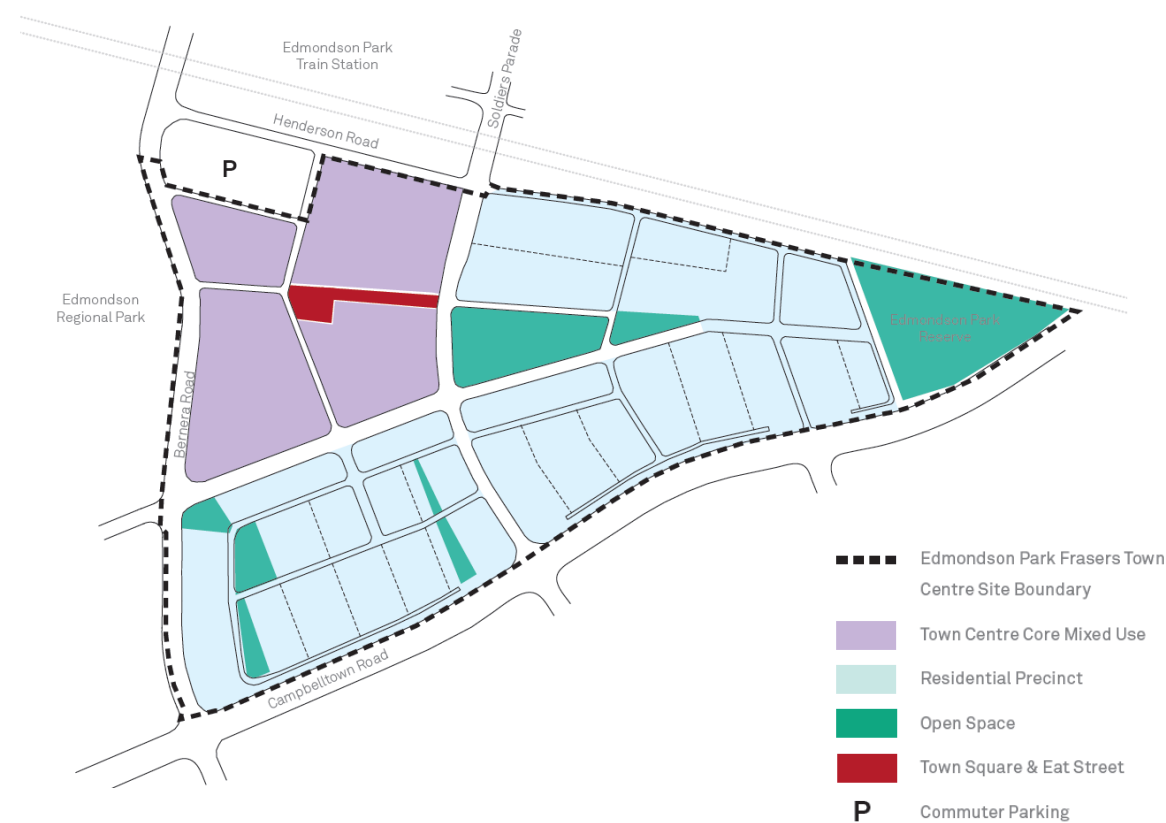 Edmondson Park
Train Station
Soldiers Parade
Henderson Road
P
Edmondson
Regional Park
Edmondson Park
Reserve
Bernera Road
Campbelltown Road
Edmondson Park Frasers Town
Centre Site Boundary
Town Centre Core Mixed Use
Residential Precinct
Open Space
Town Square & Eat Street
P Commuter Parking